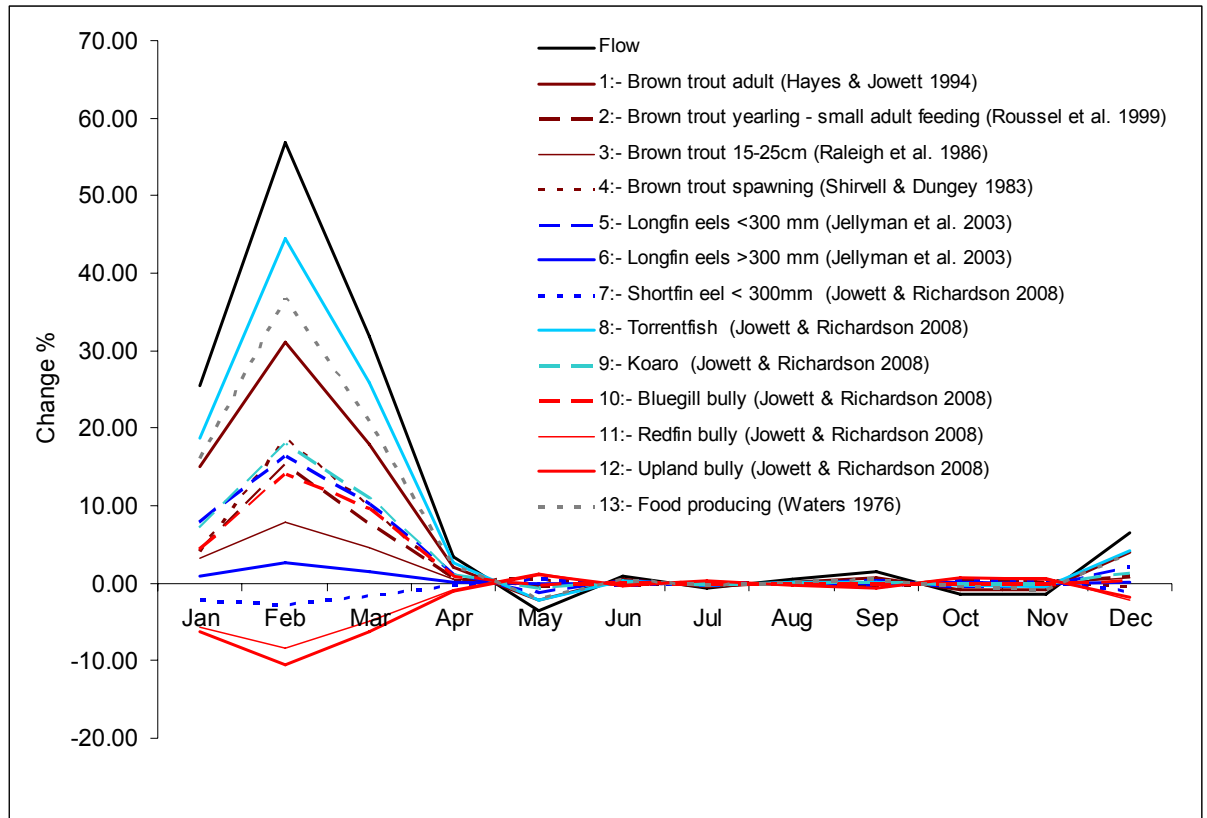 70.00
60.00
50.00
40.00
30.00
20.00
10.00
0.00
-10.00
-20.00
Change %
Flow
1:- Brown trout adult (Hayes & Jowett 1994)
2:- Brown trout yearling - small adult feeding (Roussel et al. 1999)
3:- Brown trout 15-25cm (Raleigh et al. 1986)
4:- Brown trout spawning (Shirvell & Dungey 1983)
5:- Longfin eels <300 mm (Jellyman et al. 2003)
6:- Longfin eels >300 mm (Jellyman et al. 2003)
7:- Shortfin eel < 300mm (Jowett & Richardson 2008)
8:- Torrentfish (Jowett & Richardson 2008)
9:- Koaro (Jowett & Richardson 2008)
10:- Bluegill bully (Jowett & Richardson 2008)
11:- Redfin bully (Jowett & Richardson 2008)
12:- Upland bully (Jowett & Richardson 2008)
13:- Food producing (Waters 1976)
Jan Feb Mar Apr May Jun Jul Aug Sep Oct Nov Dec